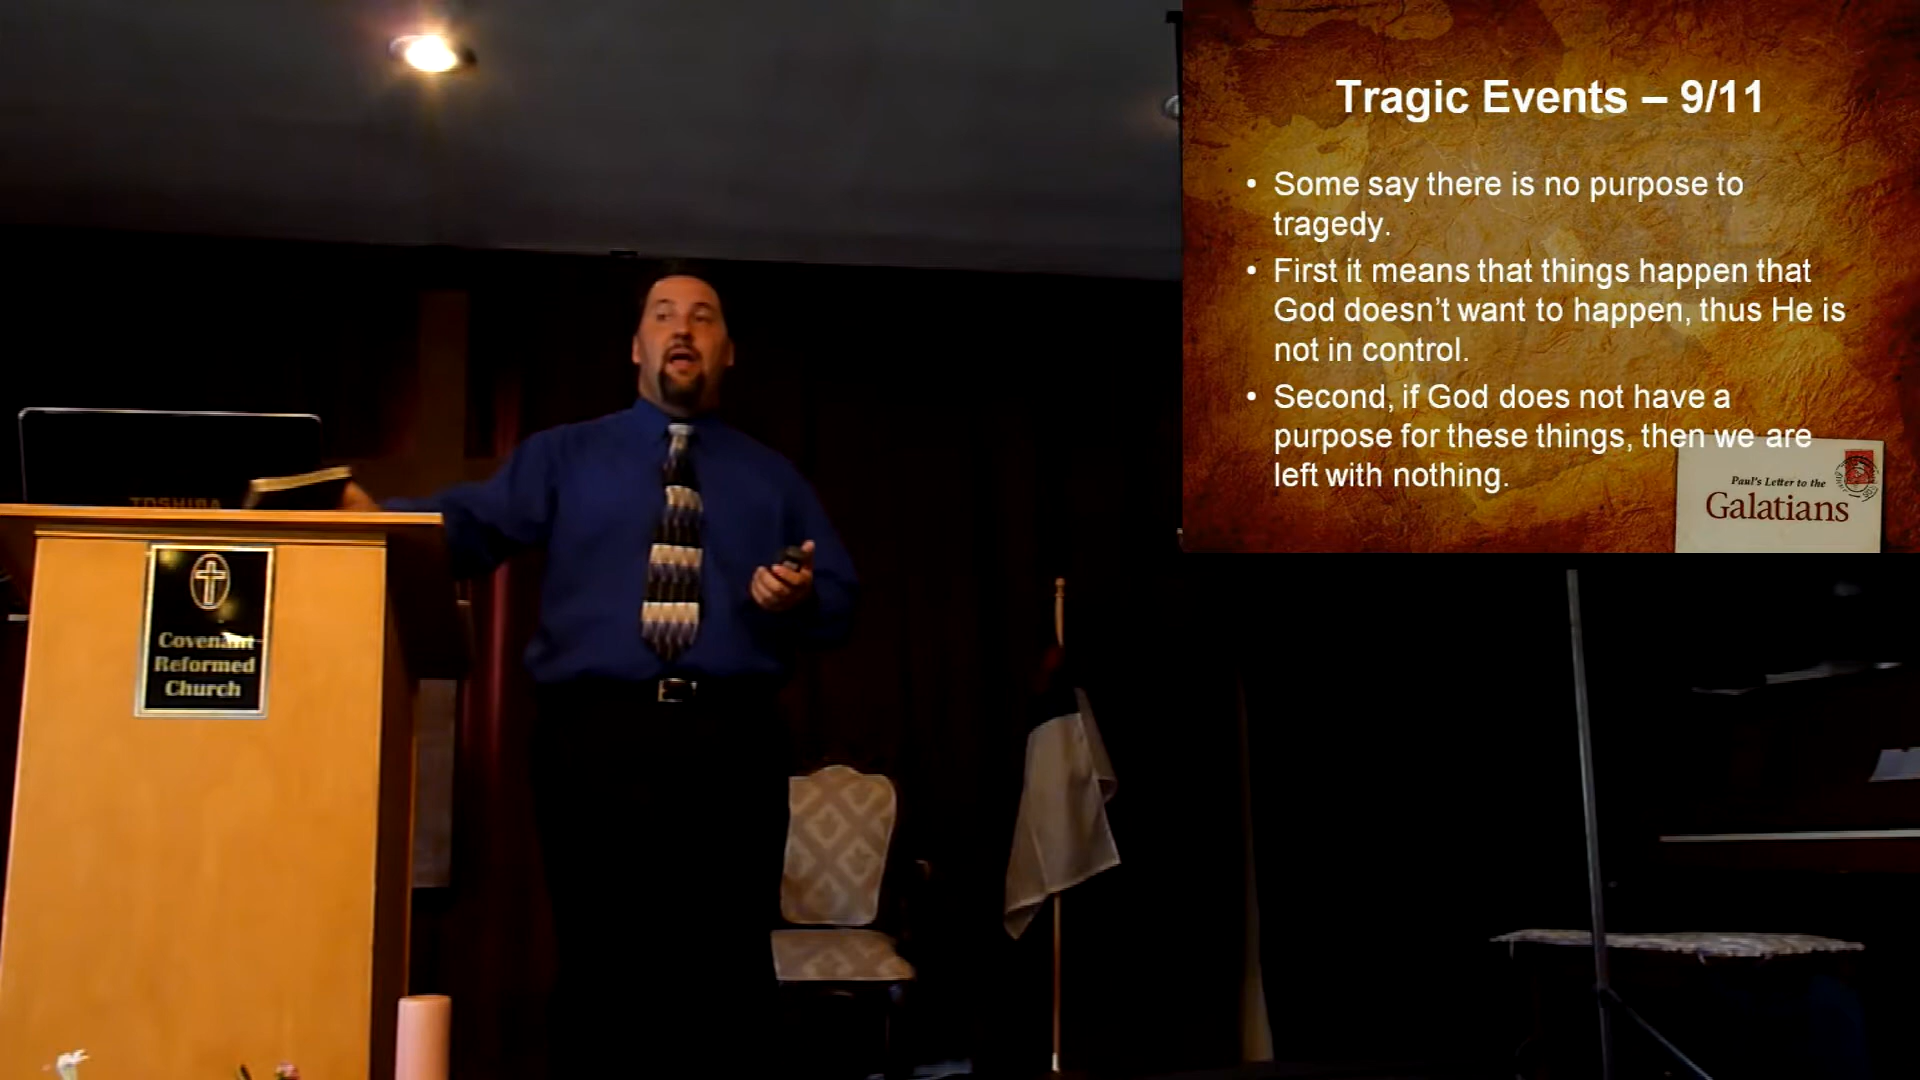 Tragic Events – 9/11
• Some say there is no purpose to
tragedy.
• First it means that things happen that
God doesn't want to happen, thus He is
not in control.
• Second, if God does not have a
purpose for these things, then we are
left with nothing.
Paul's Letter to the
Galatians
TOSHIBA
Covenant
Reformed
Church